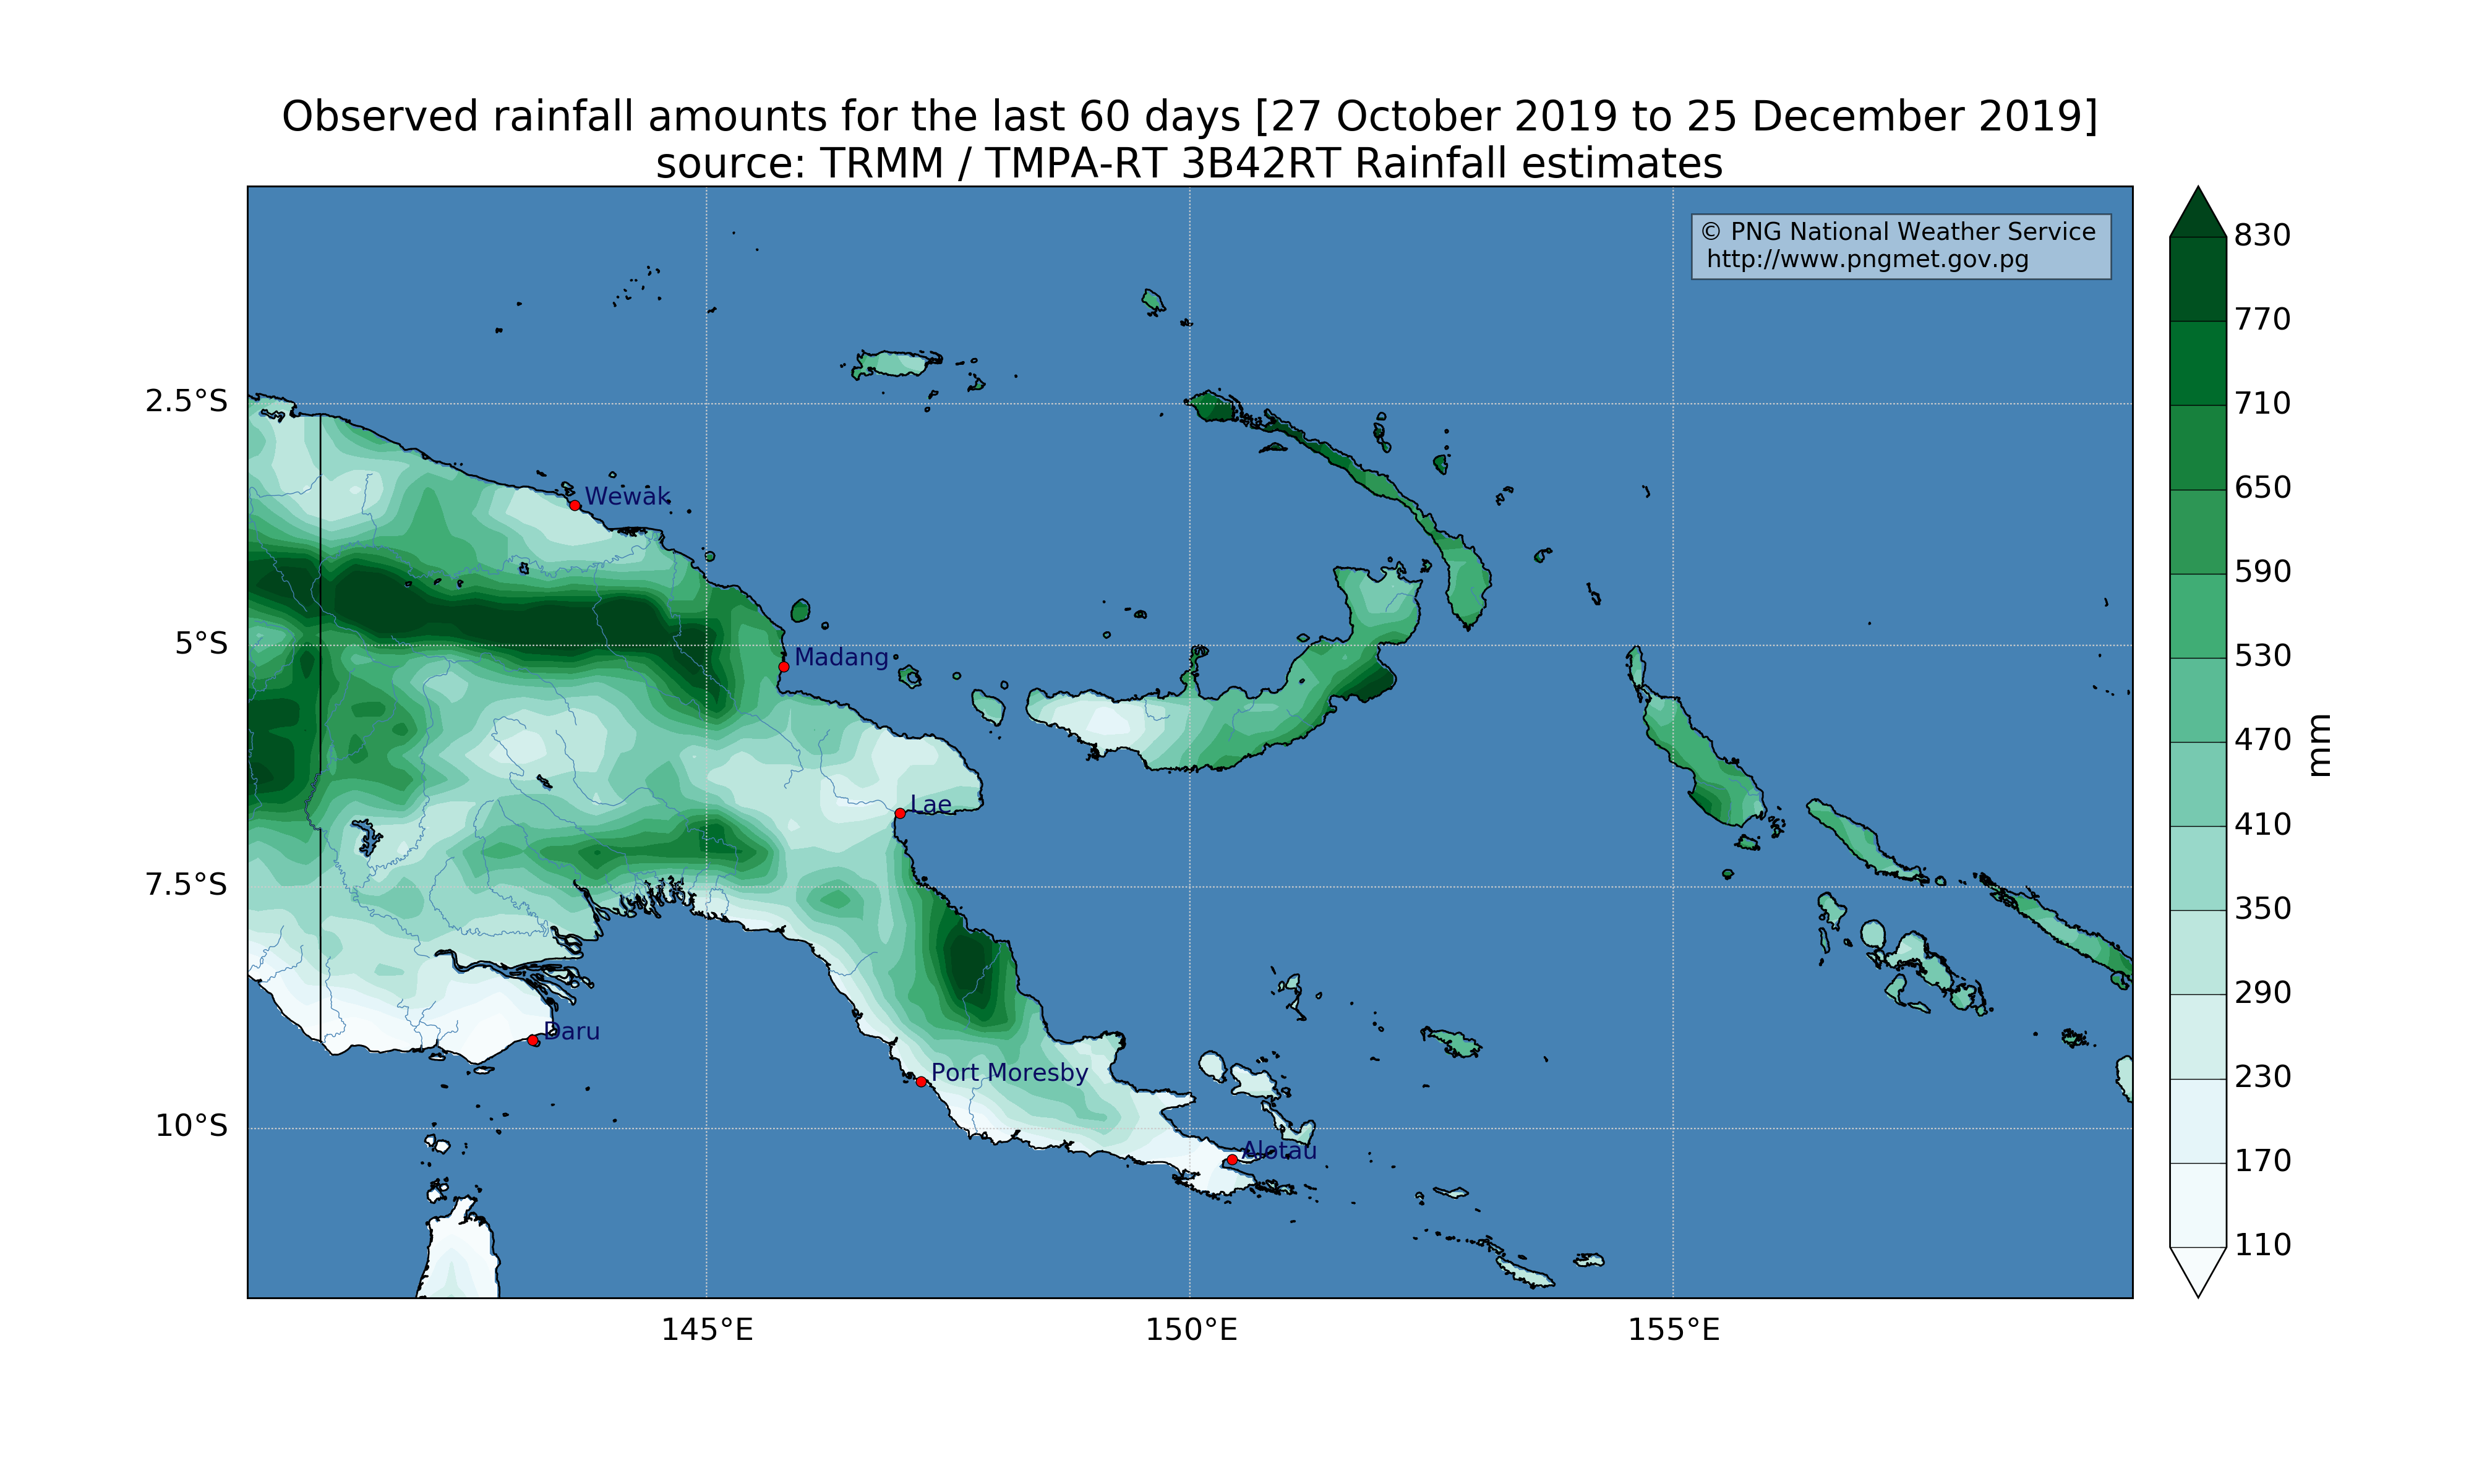 Observed rainfall amounts for the last 60 days [27 October 2019 to 25 December 2019]
source: TRMM / TMPA-RT 3B42RT Rainfall estimates
© PNG National Weather Service
http://www.pngmet.gov.pg
2.5°S
5°S
7.5°S
10°S
Wewak
Madang
Lae
Daru
Port Moresby
Alotau
145°E
150°E
155°E
830
770
710
650
590
530
470
410
350
290
230
170
110
mm